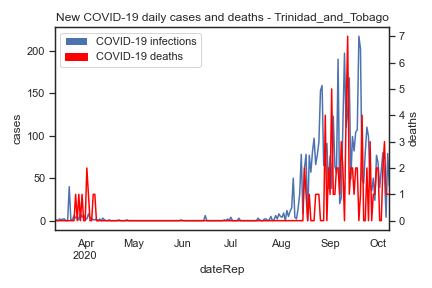 New COVID-19 daily cases and deaths - Trinidad_and_Tobago
COVID-19 infections
COVID-19 deaths
200
150
100
50
0
cases
7
6
5
4
3
2
1
0
deaths
Apr May Jun Jul Aug Sep Oct
2020
dateRep